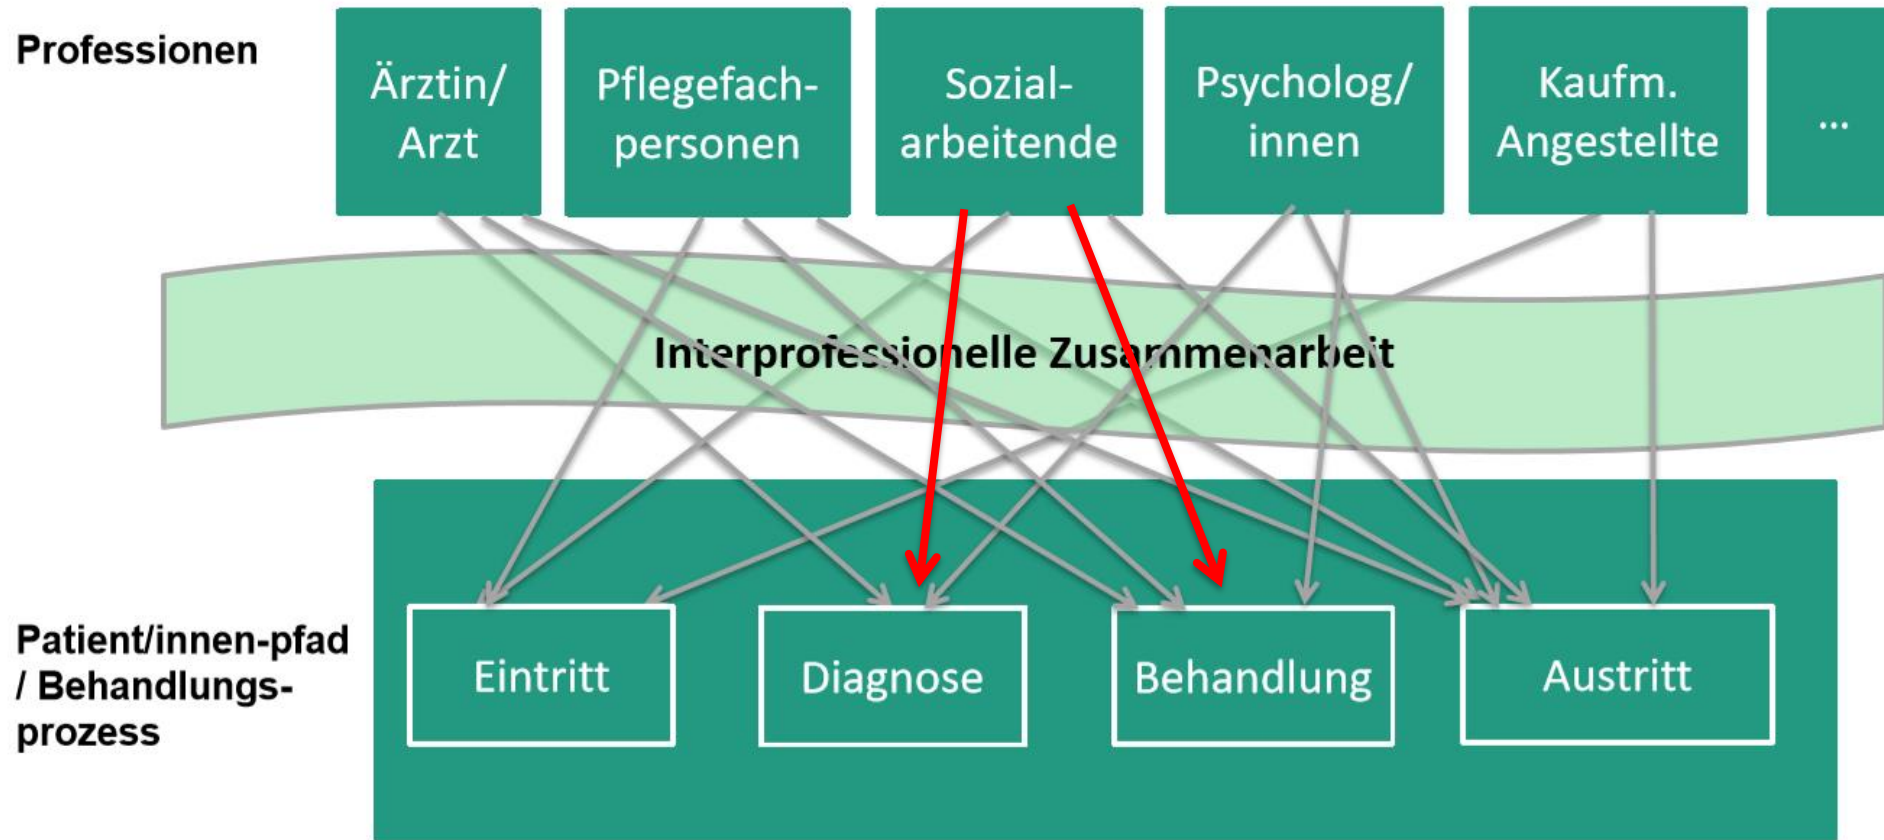 Professionen
Ärztin/
Arzt
Pflegefach-
personen
Sozial-
arbeitende
Psycholog/
innen
Kaufm.
Angestellte
...
Interprofessionelle Zusammenarbeit
Patient/innen-pfad
/ Behandlungs-
prozess
Eintritt
Diagnose
Behandlung
Austritt